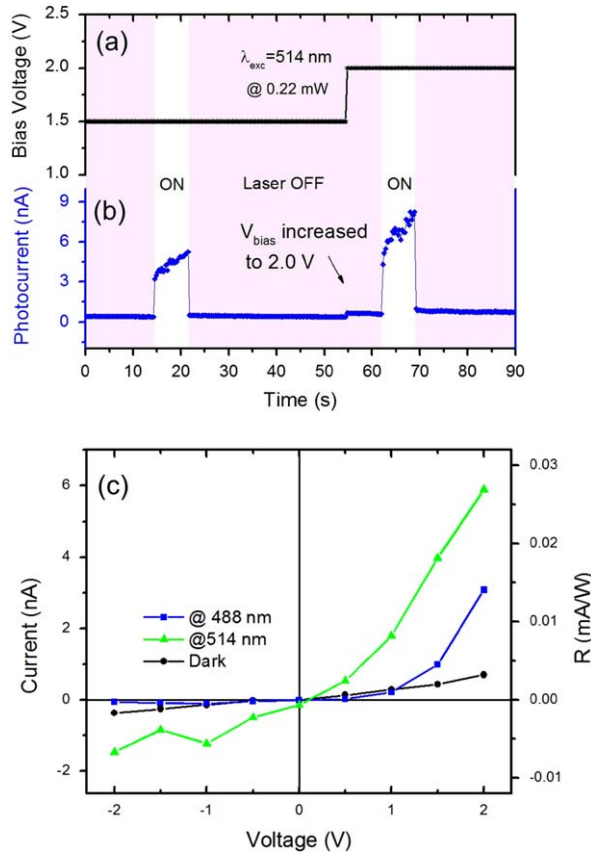 (a)
λexc=514 nm
@ 0.22 mW
Bias Voltage (V)
2.5
2.0
1.5
1.0
ON
Laser OFF
ON
(b)
Vbias increased
to 2.0 V
Photocurrent (nA)
9
6
3
0
0 10 20 30 40 50 60 70 80 90
Time (s)
(c)
@ 488 nm
@514 nm
Dark
Current (nA)
6
4
2
0
-2
R (mA/W)
0.03
0.02
0.01
0.00
-0.01
-2 -1 0 1 2
Voltage (V)